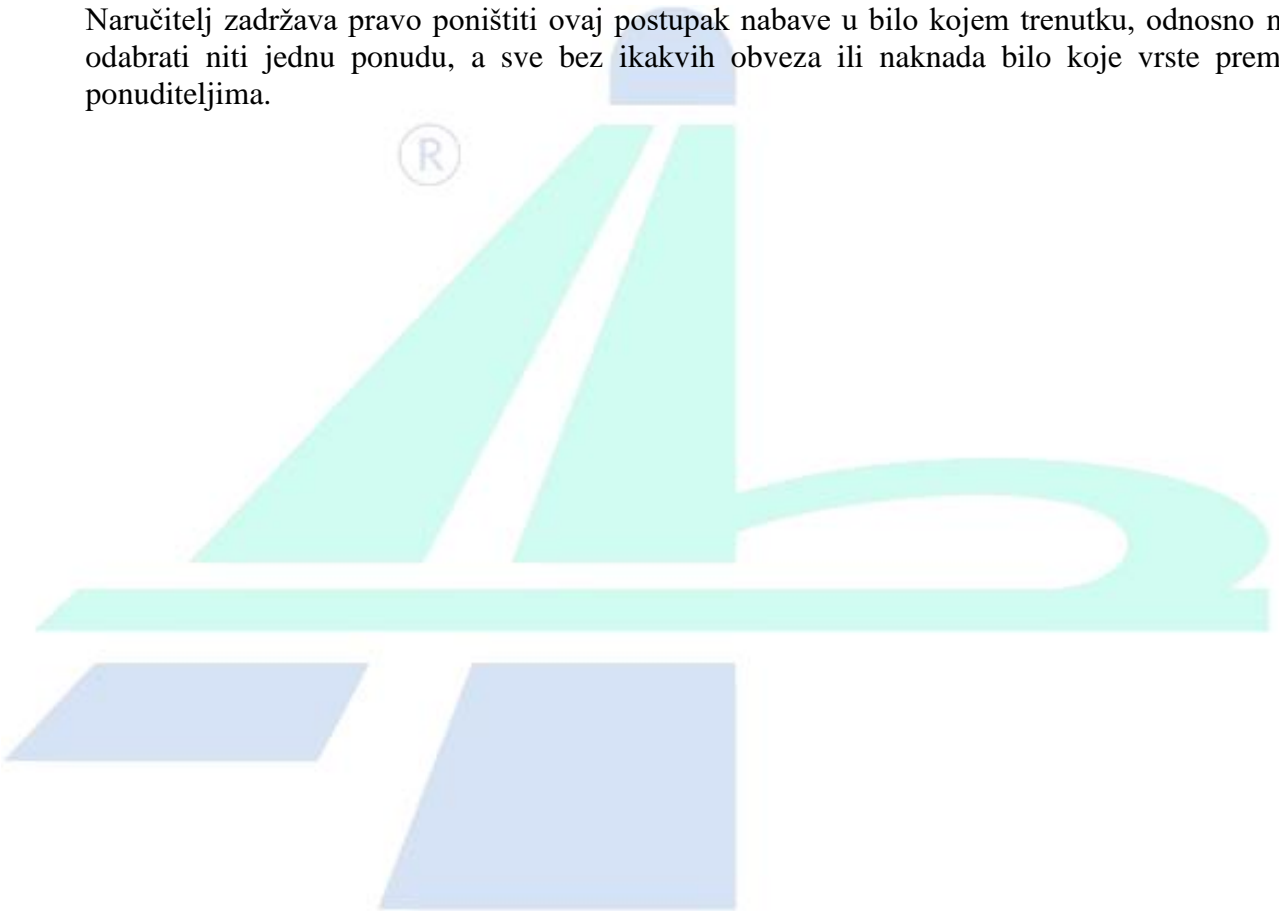 Naručitelj zadržava pravo poništiti ovaj postupak nabave u bilo kojem trenutku, odnosno n
odabrati niti jednu ponudu, a sve bez ikakvih obveza ili naknada bilo koje vrste prem
ponuditeljima.
®